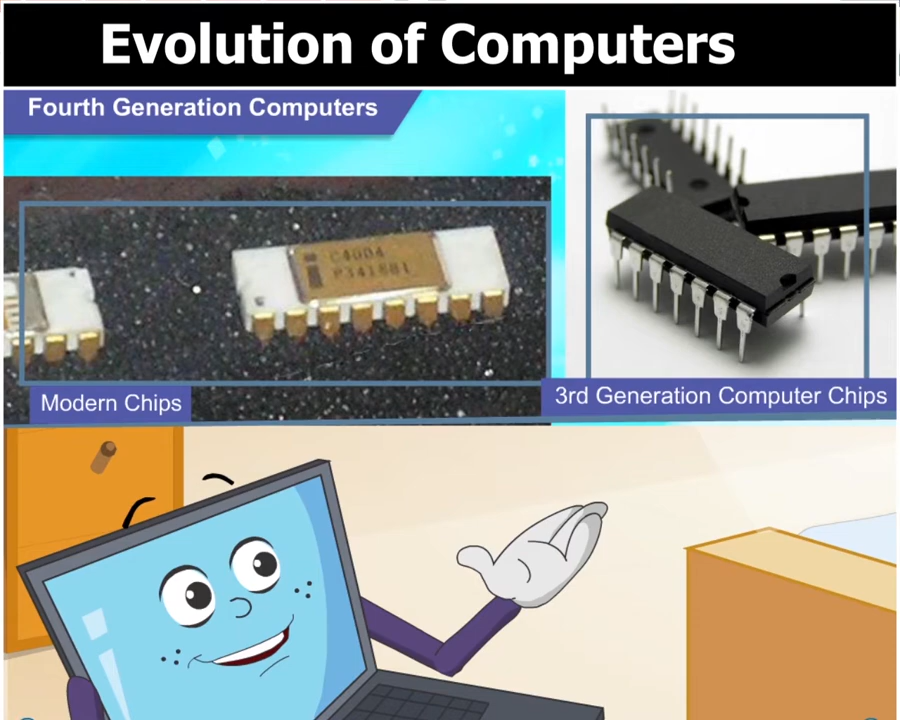 Evolution of Computers
Fourth Generation Computers
C4004
P341881
Modern Chips
3rd Generation Computer Chips